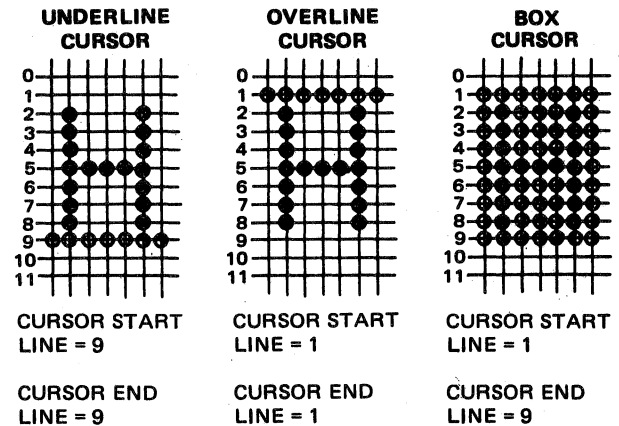 UNDERLINE
CURSOR
0
1
2
3
4
5
6
7
8
9
10
11
CURSOR START
LINE = 9
CURSOR END
LINE = 9
OVERLINE
CURSOR
0
1
2
3
4
5
6
7
8
9
10
11
CURSOR START
LINE = 1
CURSOR END
LINE = 1
BOX
CURSOR
0
1
2
3
4
5
6
7
8
9
10
11
CURSOR START
LINE = 1
CURSOR END
LINE = 9